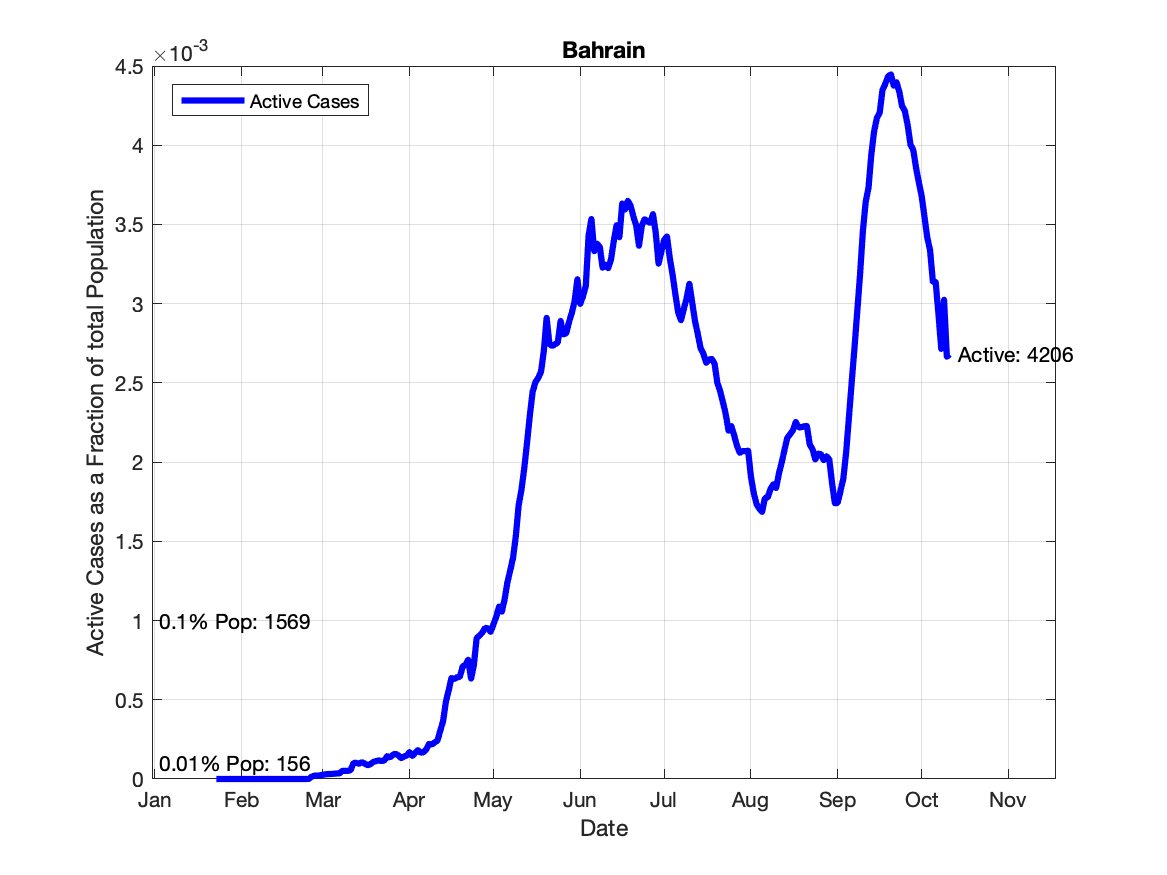 Bahrain
×10-3
4.5
4
3.5
3
2.5
2
1.5
1
0.5
0
Active Cases as a Fraction of total Population
Active Cases
Active: 4206
0.1% Pop: 1569
0.01% Pop: 156
Jan Feb Mar Apr May Jun Jul Aug Sep Oct Nov
Date